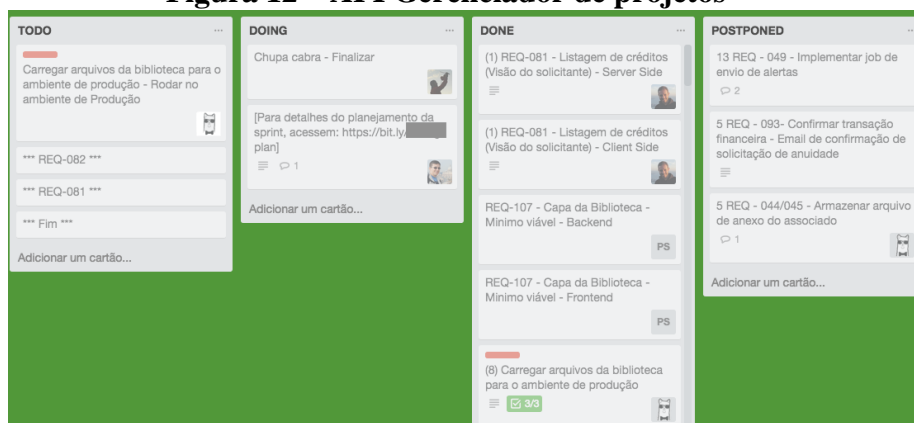 Figura 12 – API Gerenciador de projetos
TODO
Carregar arquivos da biblioteca para o
ambiente de produção - Rodar no
ambiente de Produção
*** REQ-082 ***
*** REQ-081 ***
*** Fim ***
Adicionar um cartão...
DOING
Chupa cabra - Finalizar
[Para detalhes do planejamento da
sprint, acessem: https://bit.ly/
plan]
1
Adicionar um cartão...
DONE
(1) REQ-081 - Listagem de créditos
(Visão do solicitante) - Server Side
(1) REQ-081 - Listagem de créditos
(Visão do solicitante) - Client Side
REQ-107 - Capa da Biblioteca -
Minimo viável - Backend
PS
REQ-107 - Capa da Biblioteca -
Minimo viável - Frontend
PS
(8) Carregar arquivos da biblioteca
para o ambiente de produção
3/3
POSTPONED
13 REQ - 049 - Implementar job de
envio de alertas
2
5 REQ - 093- Confirmar transação
financeira - Email de confirmação de
solicitação de anuidade
5 REQ - 044/045 - Armazenar arquivo
de anexo do associado
1
Adicionar um cartão...